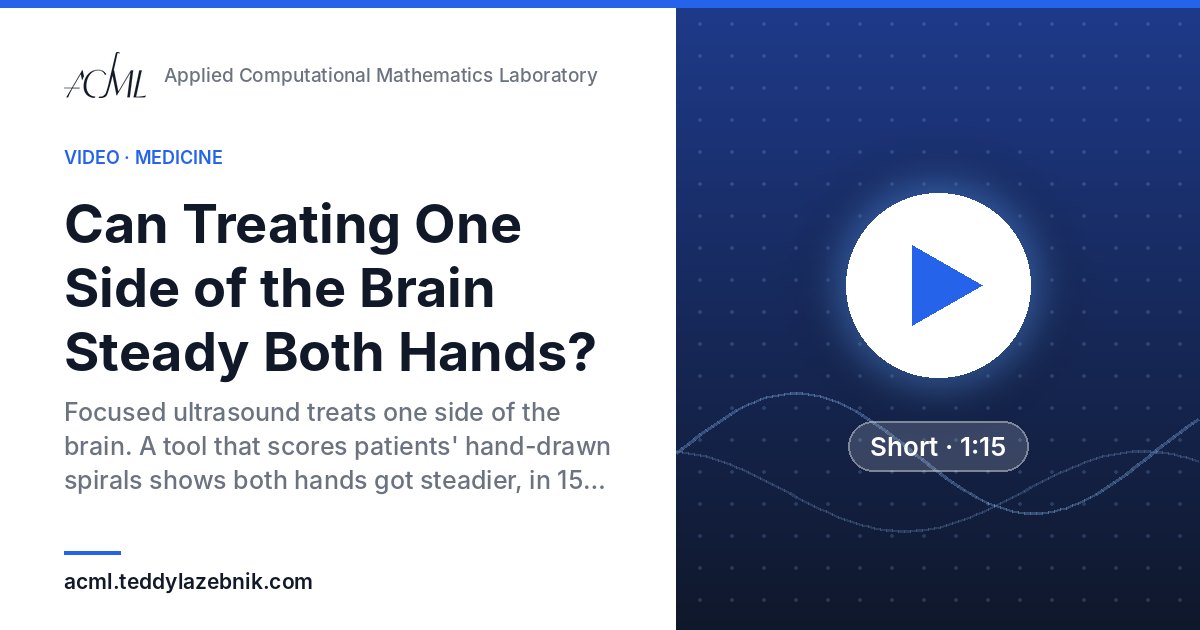 ACML Applied Computational Mathematics Laboratory
VIDEO · MEDICINE
Can Treating One
Side of the Brain
Steady Both Hands?
Focused ultrasound treats one side of the
brain. A tool that scores patients' hand-drawn
spirals shows both hands got steadier, in 15...
Short · 1:15
acml.teddylazebnik.com